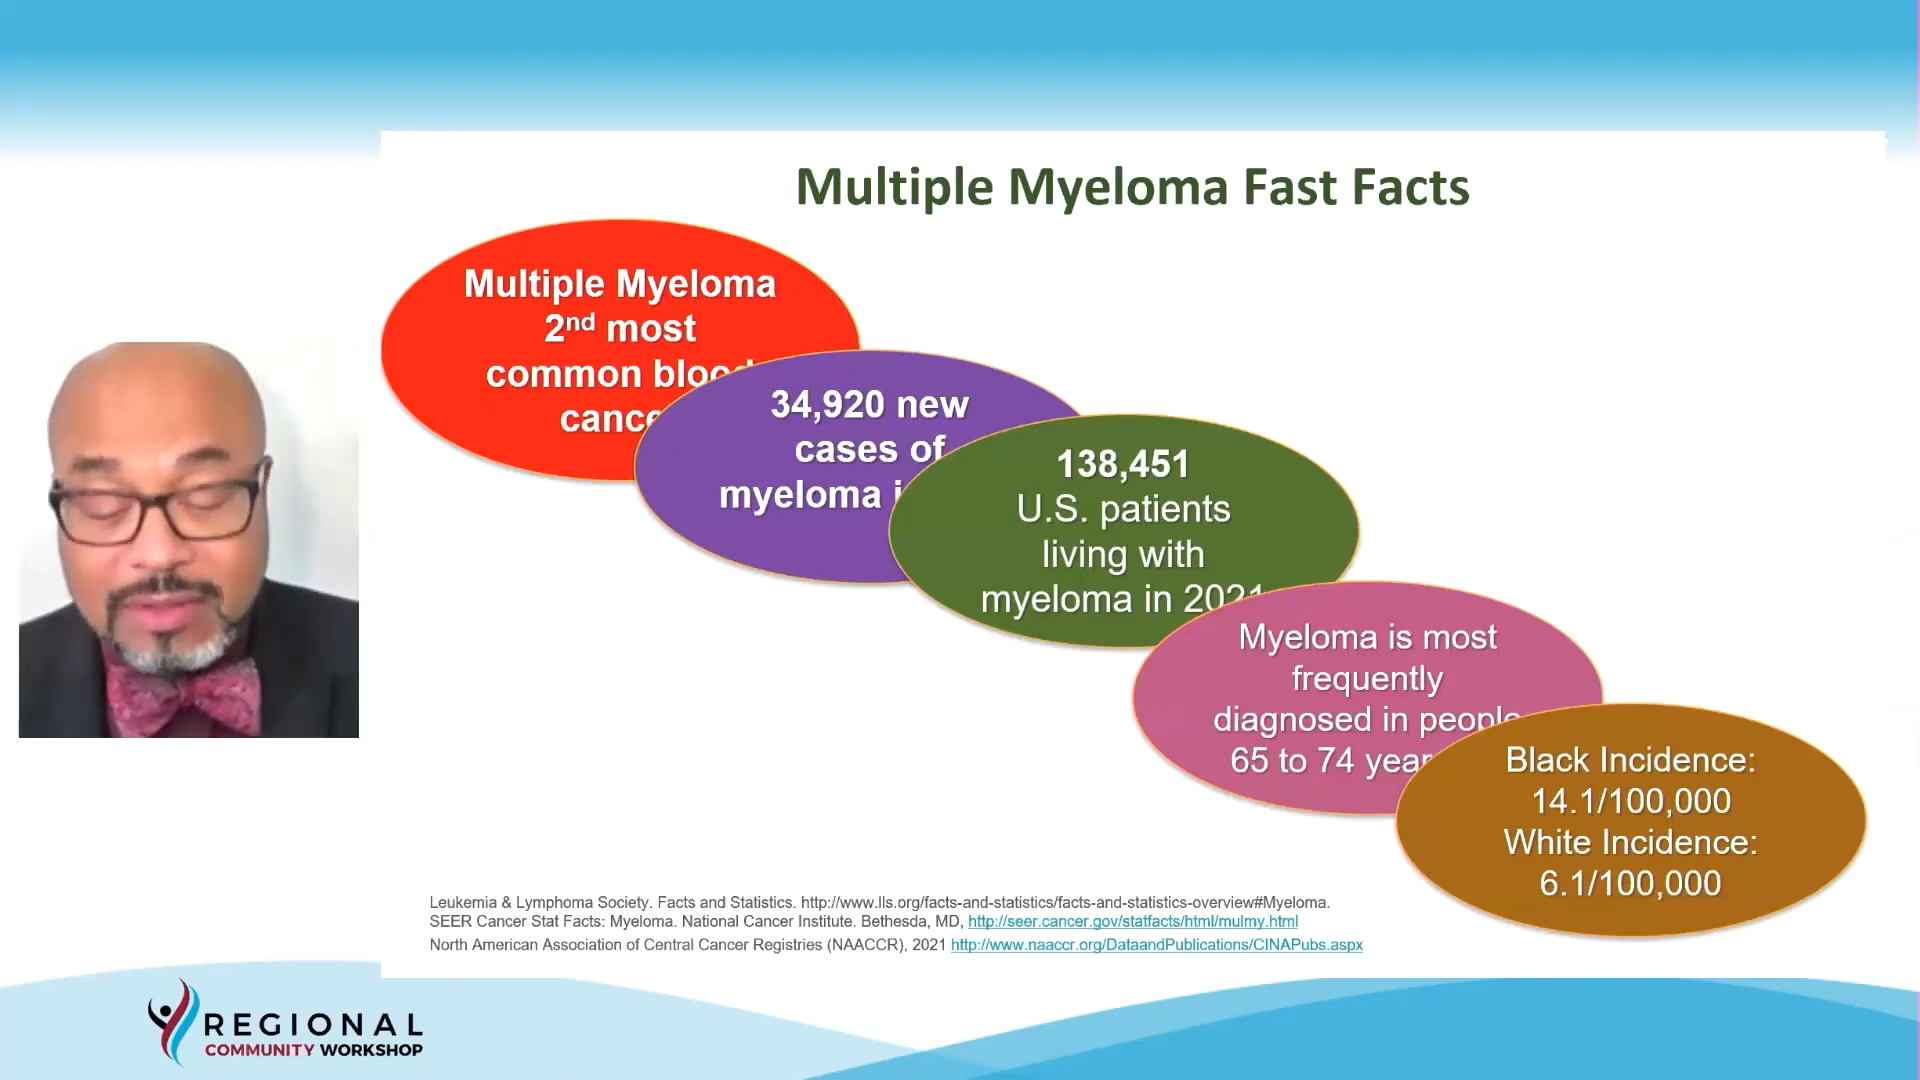 Multiple Myeloma Fast Facts
Multiple Myeloma
2nd most
common blood
cance
34,920 new
cases of
myeloma i
138,451
U.S. patients
living with
myeloma in 2021
Myeloma is most
frequently
diagnosed in people
65 to 74 year
Black Incidence:
14.1/100,000
White Incidence:
6.1/100,000
Leukemia & Lymphoma Society. Facts and Statistics. http://www.lls.org/facts-and-statistics/facts-and-statistics-overview#Myeloma.
SEER Cancer Stat Facts: Myeloma. National Cancer Institute. Bethesda, MD, http://seer.cancer.gov/statfacts/html/mulmy.html
North American Association of Central Cancer Registries (NAACCR), 2021 http://www.naaccr.org/DataandPublications/CINAPubs.aspx
REGIONAL
COMMUNITY WORKSHOP